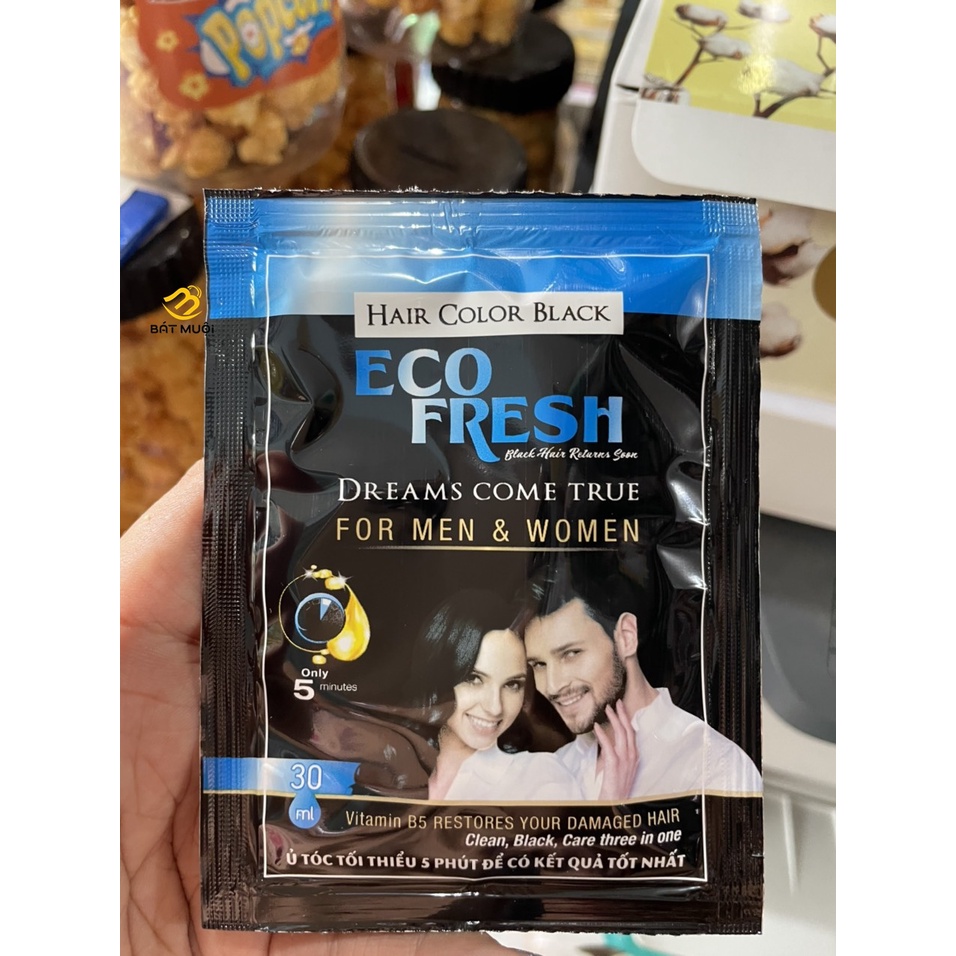 Popcorn
BÁT MUỐI
HAIR COLOR BLACK
ECO
FRESH
Black Hair Returns Soon
DREAMS COME TRUE
FOR MEN & WOMEN
Only
5 minutes
30
ml
Vitamin B5 RESTORES YOUR DAMAGED HAIR
Clean, Black, Care three in one
Ủ TÓC TỐI THIỂU 5 PHÚT ĐỂ CÓ KẾT QUẢ TỐT NHẤT